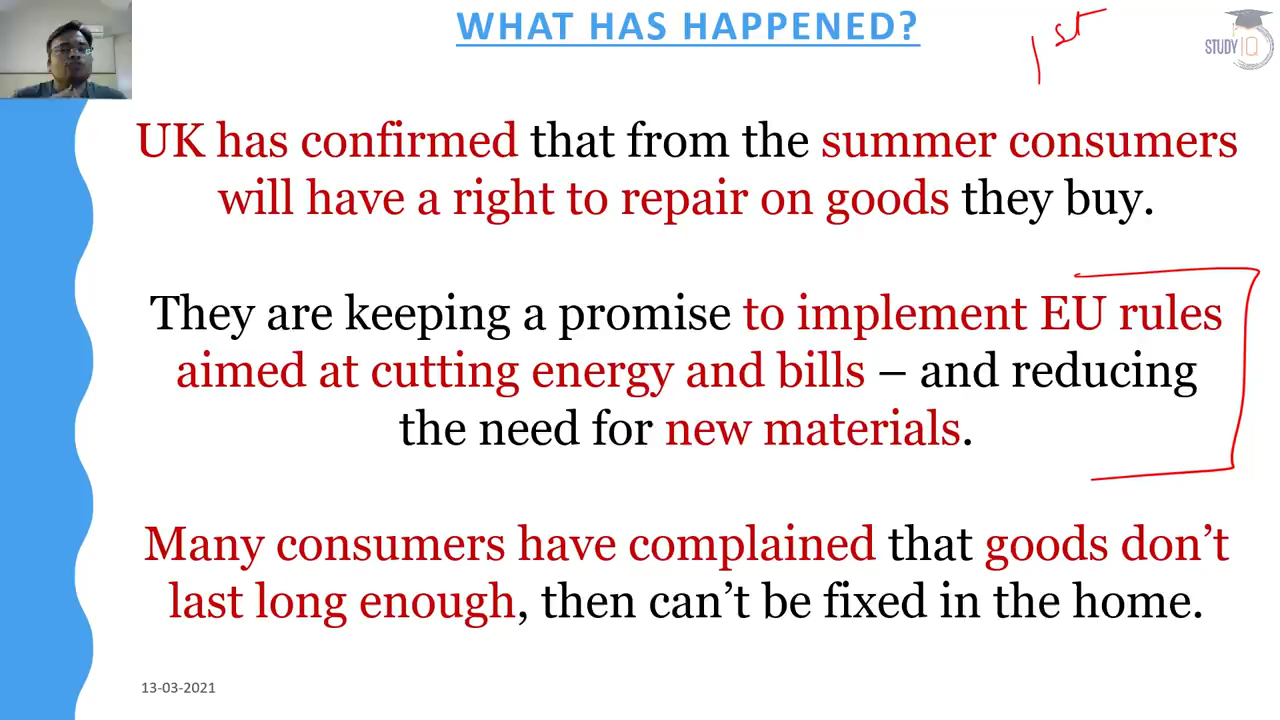 WHAT HAS HAPPENED?
1st
STUDY IQ
UK has confirmed that from the summer consumers
will have a right to repair on goods they buy.
They are keeping a promise to implement EU rules
aimed at cutting energy and bills – and reducing
the need for new materials.
Many consumers have complained that goods don’t
last long enough, then can’t be fixed in the home.
13-03-2021